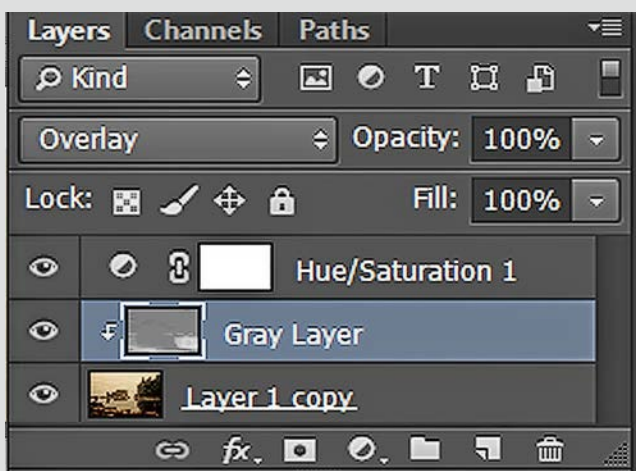 Layers Channels Paths
Kind T
Overlay Opacity: 100%
Lock: Fill: 100%
Hue/Saturation 1
Gray Layer
Layer 1 copy
fx.